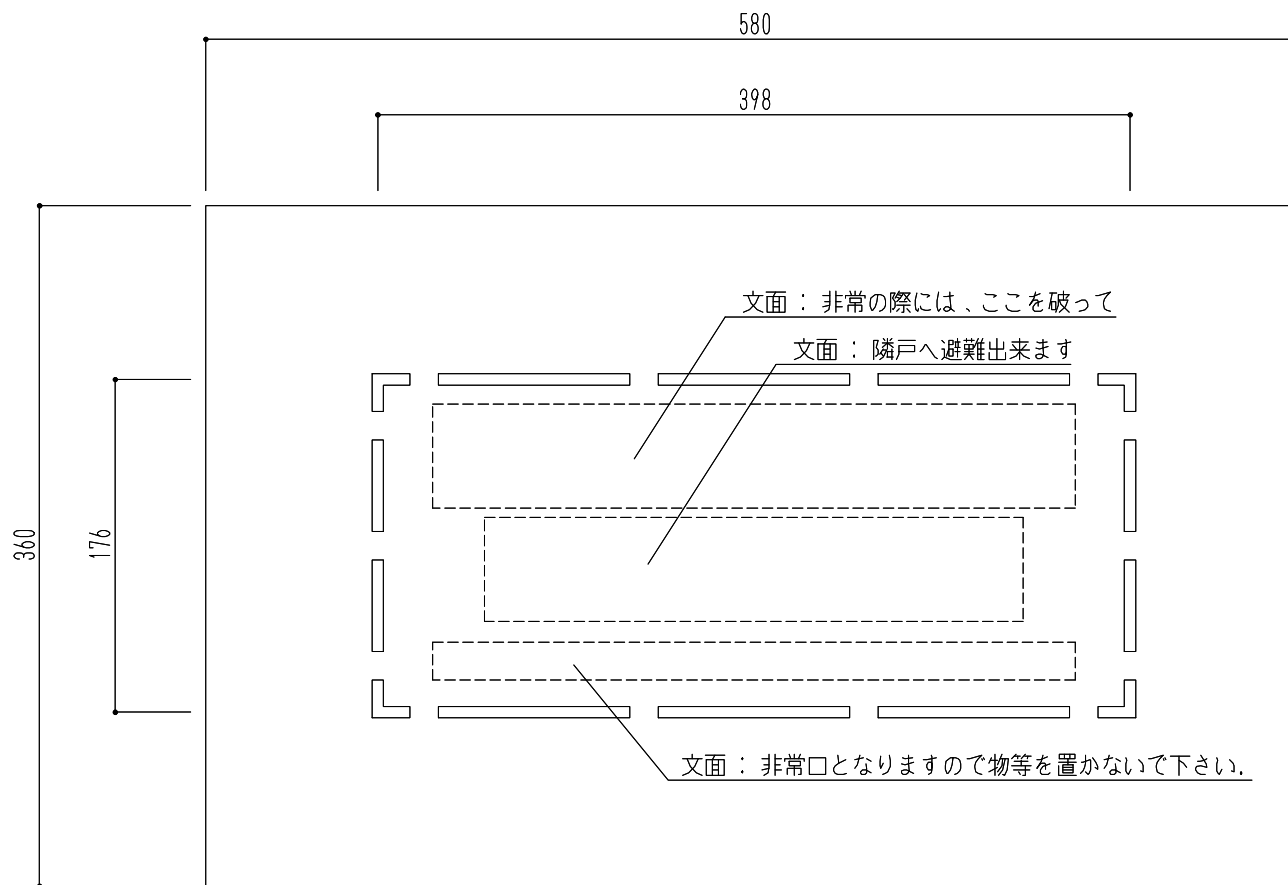 580
398
文面：非常の際には、ここを破って
文面：隣戸へ避難出来ます
360
176
文面：非常口となりますので物等を置かないで下さい.